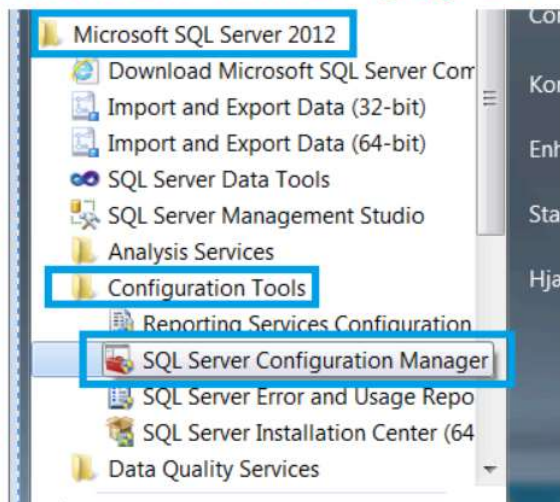 Microsoft SQL Server 2012
Download Microsoft SQL Server Com
Import and Export Data (32-bit)
Import and Export Data (64-bit)
SQL Server Data Tools
SQL Server Management Studio
Analysis Services
Configuration Tools
Reporting Services Configuration
SQL Server Configuration Manager
SQL Server Error and Usage Repo
SQL Server Installation Center (64
Data Quality Services
Kon
Enh
Sta
Hja